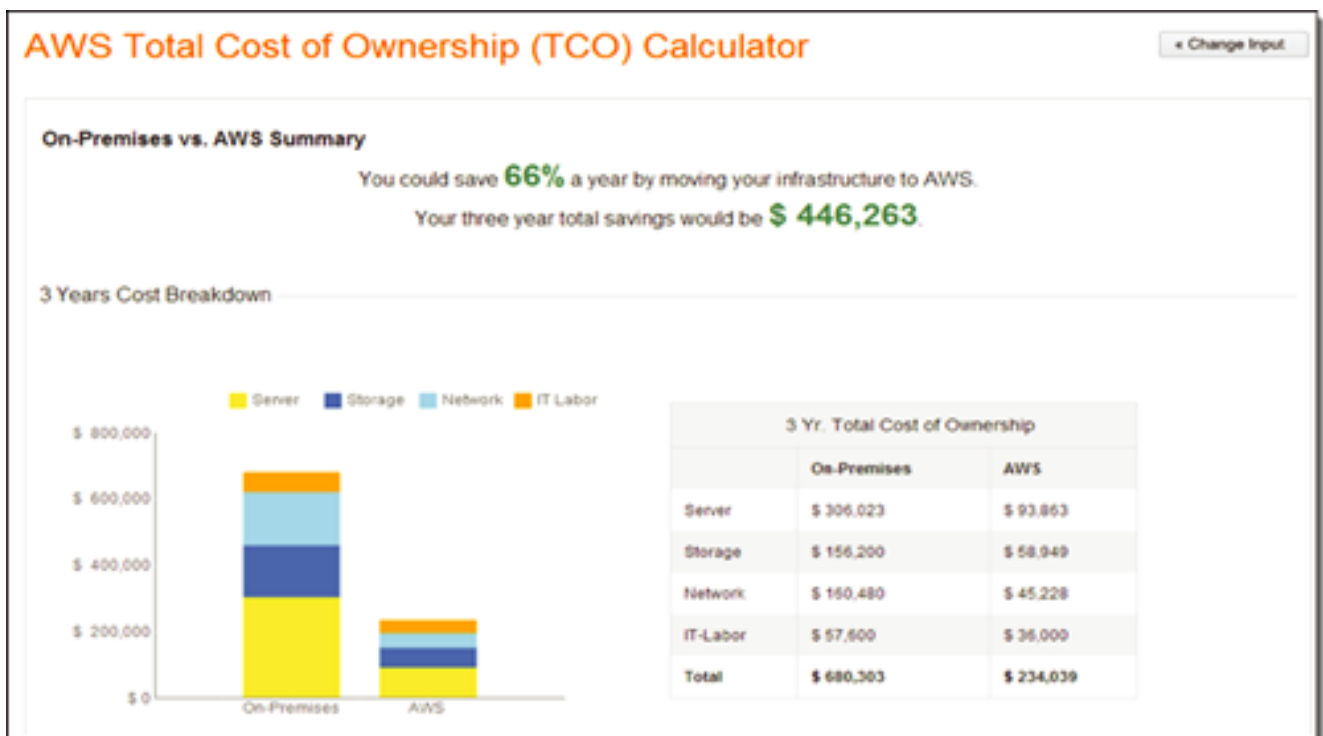 AWS Total Cost of Ownership (TCO) Calculator
« Change Input
On-Premises vs. AWS Summary
You could save 66% a year by moving your infrastructure to AWS.
Your three year total savings would be $ 446,263.
3 Years Cost Breakdown
Server Storage Network IT Labor
$ 800,000
$ 600,000
$ 400,000
$ 200,000
$ 0
On-Premises AWS
3 Yr. Total Cost of Ownership
On-Premises AWS
Server $ 306,023 $ 93,863
Storage $ 156,200 $ 58,949
Network $ 160,480 $ 45,228
IT-Labor $ 57,600 $ 36,000
Total $ 680,303 $ 234,039